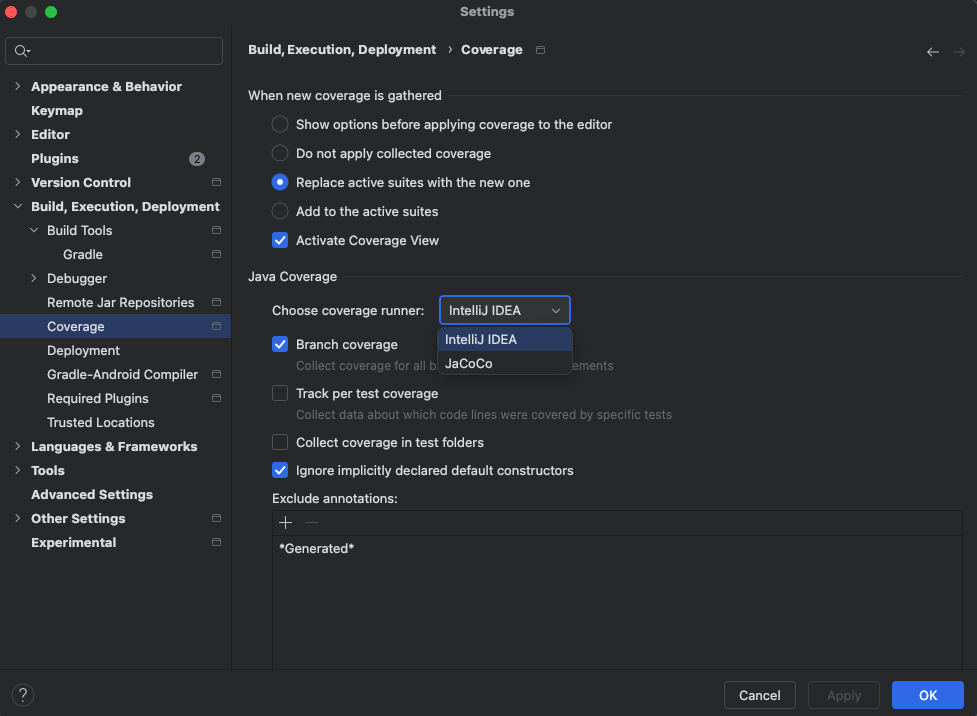 Settings
Build, Execution, Deployment › Coverage
Appearance & Behavior
Keymap
Editor
Plugins 2
Version Control
Build, Execution, Deployment
Build Tools
Gradle
Debugger
Remote Jar Repositories
Coverage
Deployment
Gradle-Android Compiler
Required Plugins
Trusted Locations
Languages & Frameworks
Tools
Advanced Settings
Other Settings
Experimental
When new coverage is gathered
Show options before applying coverage to the editor
Do not apply collected coverage
Replace active suites with the new one
Add to the active suites
Activate Coverage View
Java Coverage
Choose coverage runner: IntelliJ IDEA
IntelliJ IDEA
JaCoCo
Branch coverage
Collect coverage for all b ements
Track per test coverage
Collect data about which code lines were covered by specific tests
Collect coverage in test folders
Ignore implicitly declared default constructors
Exclude annotations:
*Generated*
?
Cancel
Apply
OK